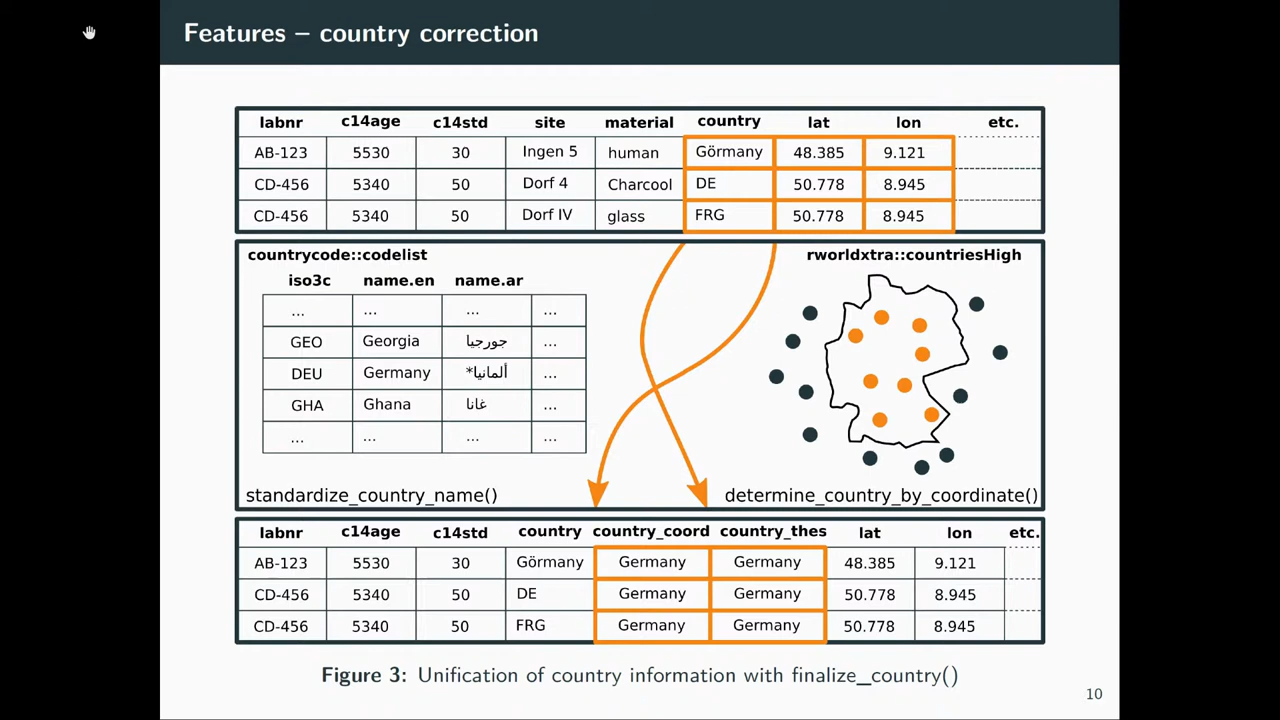 Features – country correction
labnr c14age c14std site material country lat lon etc.
AB-123 5530 30 Ingen 5 human Görmany 48.385 9.121
CD-456 5340 50 Dorf 4 Charcool DE 50.778 8.945
CD-456 5340 50 Dorf IV glass FRG 50.778 8.945
countrycode::codelist
rworldxtra::countriesHigh
iso3c name.en name.ar
... ... ... ...
GEO Georgia جورجيا ...
DEU Germany ألمانيا* ...
GHA Ghana غانا ...
... ... ... ...
standardize_country_name()
determine_country_by_coordinate()
labnr c14age c14std country country_coord country_thes lat lon etc.
AB-123 5530 30 Görmany Germany Germany 48.385 9.121
CD-456 5340 50 DE Germany Germany 50.778 8.945
CD-456 5340 50 FRG Germany Germany 50.778 8.945
Figure 3: Unification of country information with finalize_country()
10